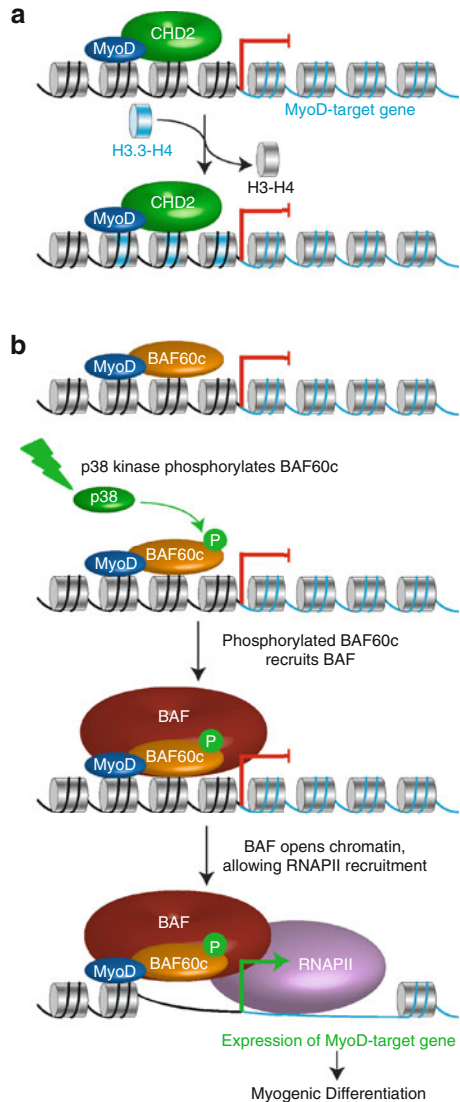 a
CHD2
MyoD
MyoD-target gene
H3.3-H4
H3-H4
CHD2
MyoD
b
BAF60c
MyoD
p38 kinase phosphorylates BAF60c
p38
P
BAF60c
MyoD
Phosphorylated BAF60c
recruits BAF
BAF
P
BAF60c
MyoD
BAF opens chromatin,
allowing RNAPII recruitment
BAF
P
BAF60c
RNAPII
MyoD
Expression of MyoD-target gene
Myogenic Differentiation